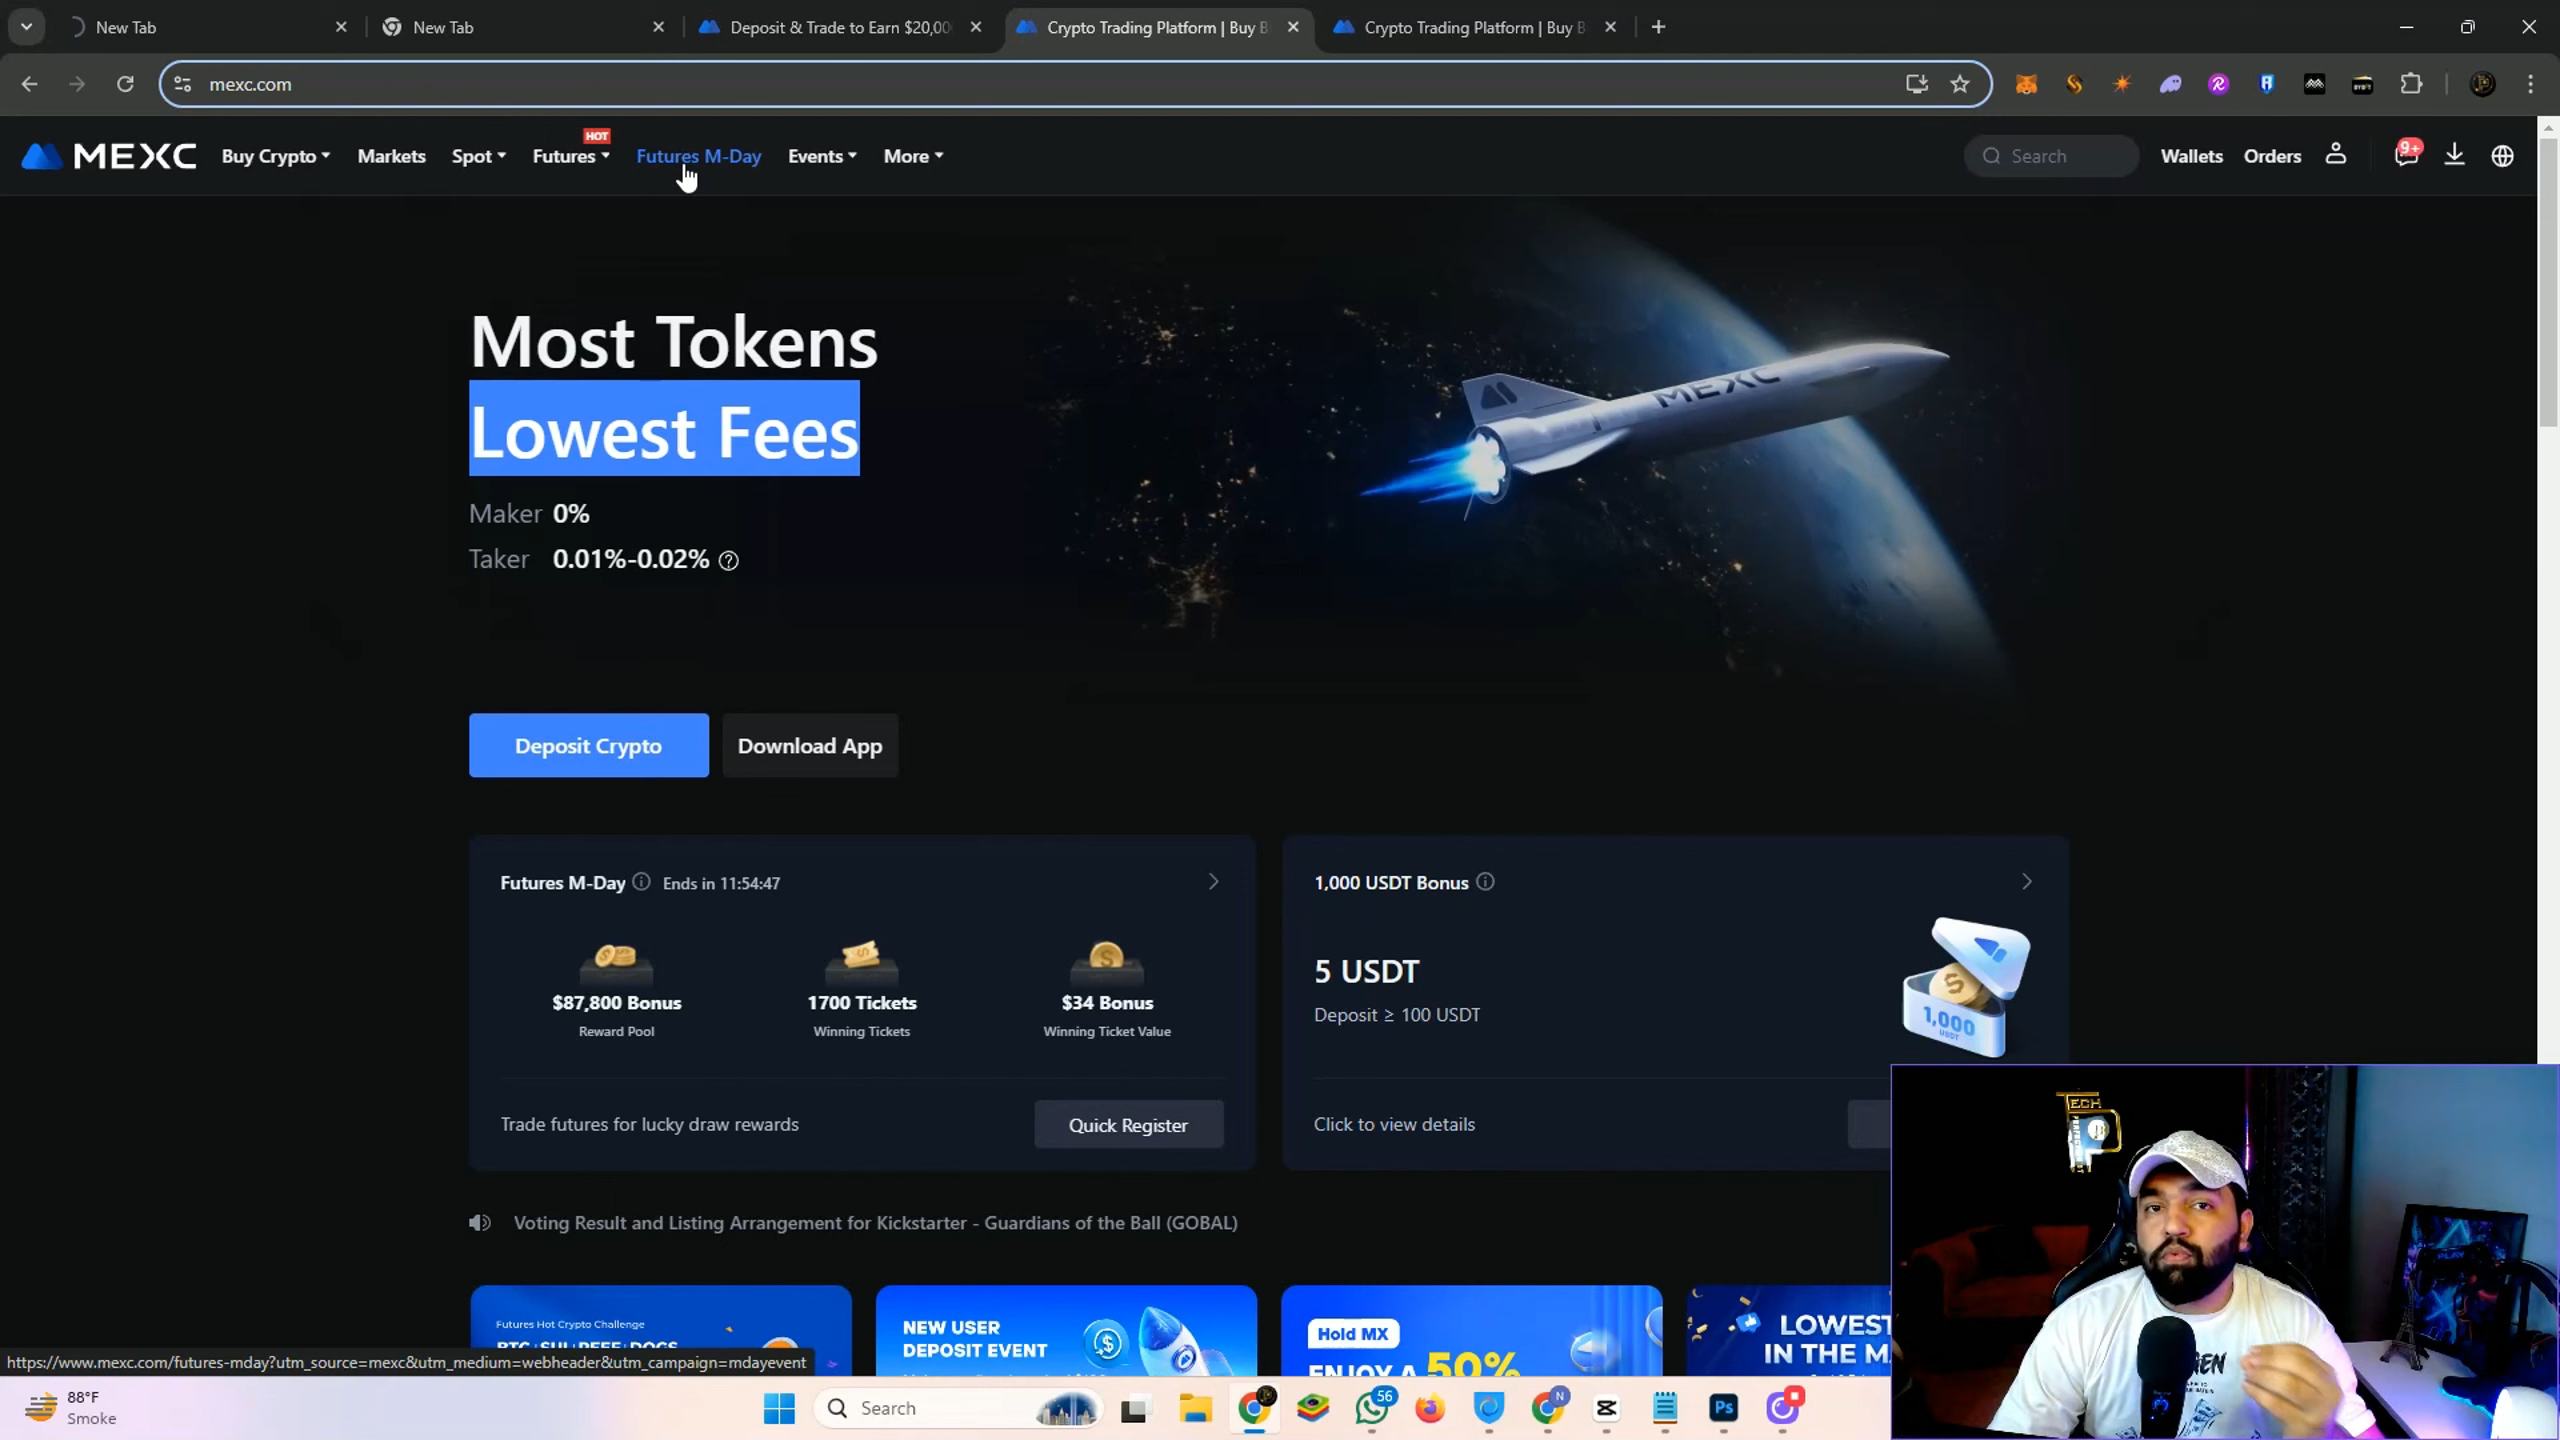 New Tab
New Tab
Deposit & Trade to Earn $20,00
Crypto Trading Platform | Buy B
Crypto Trading Platform | Buy B
mexc.com
MEXC
Buy Crypto
Markets
Spot
Futures
HOT
Futures M-Day
Events
More
Search
Wallets
Orders
9+
Most Tokens
Lowest Fees
MEXC
Maker 0%
Taker 0.01%-0.02%
Deposit Crypto
Download App
Futures M-Day Ends in 11:54:47
$87,800 Bonus
Reward Pool
1700 Tickets
Winning Tickets
$34 Bonus
Winning Ticket Value
Trade futures for lucky draw rewards
Quick Register
1,000 USDT Bonus
5 USDT
Deposit ≥ 100 USDT
1,000
USDT
Click to view details
Voting Result and Listing Arrangement for Kickstarter - Guardians of the Ball (GOBAL)
Futures Hot Crypto Challenge
NEW USER
DEPOSIT EVENT
Hold MX
ENJOY A 50%
LOWEST
IN THE M
https://www.mexc.com/futures-mday?utm_source=mexc&utm_medium=webheader&utm_campaign=mdayevent
88°F
Smoke
Search
56
N
Ps
TECH